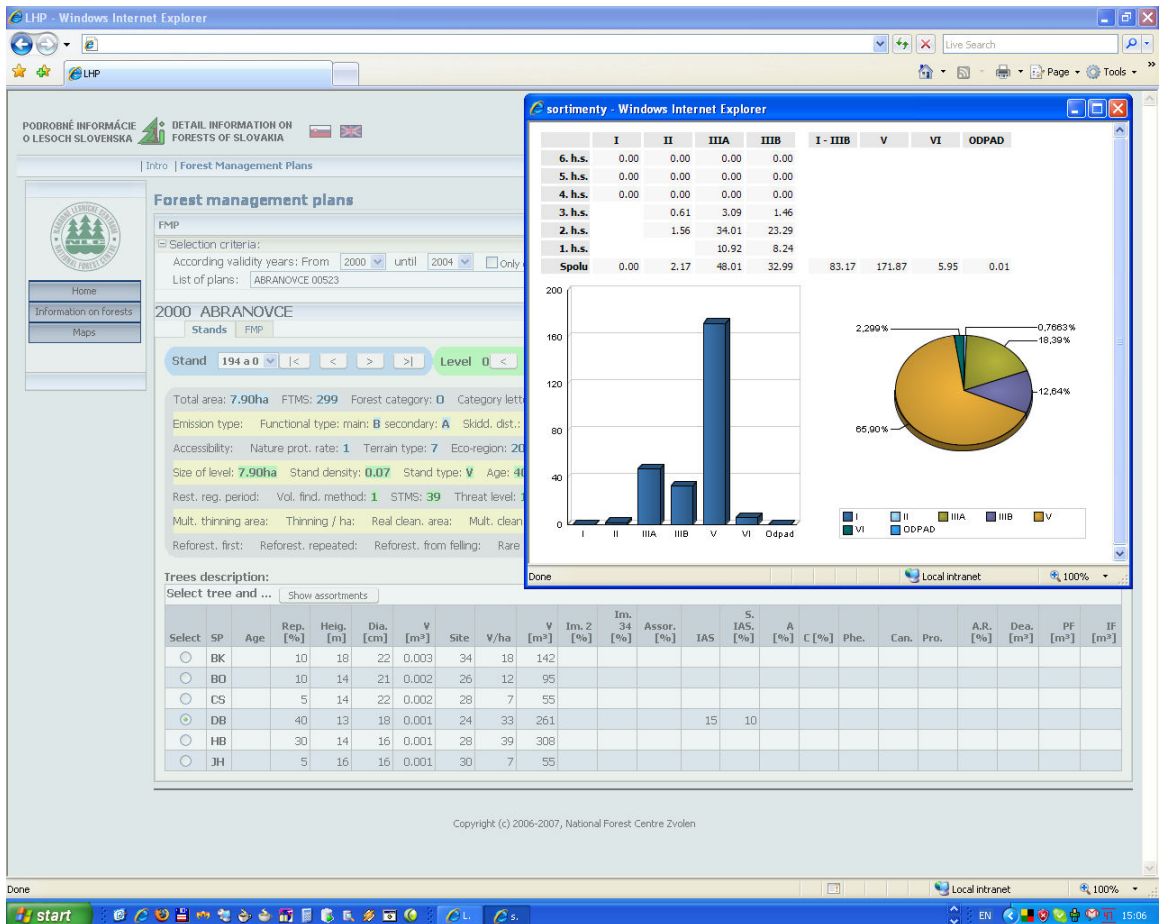 LHP - Windows Internet Explorer
Live Search
LHP
Page
Tools
PODROBNÉ INFORMÁCIE O LESOCH SLOVENSKA
DETAIL INFORMATION ON FORESTS OF SLOVAKIA
| Intro | Forest Management Plans
NLC
Home
Information on forests
Maps
Forest management plans
FMP
Selection criteria:
According validity years: From 2000 until 2004 Only
List of plans: ABRANOVCE 00523
2000 ABRANOVCE
Stands FMP
Stand 194 a 0 |< < > >| Level 0 <
Total area: 7.90ha FTMS: 299 Forest category: O Category lett
Emission type: Functional type: main: B secondary: A Skidd. dist.:
Accessibility: Nature prot. rate: 1 Terrain type: 7 Eco-region: 20
Size of level: 7.90ha Stand density: 0.07 Stand type: V Age: 40
Rest. reg. period: Vol. find. method: 1 STMS: 39 Threat level: 1
Mult. thinning area: Thinning / ha: Real clean. area: Mult. clean
Reforest. first: Reforest. repeated: Reforest. from felling: Rare
Trees description:
Select tree and ... Show assortments
Select SP Age Rep. [%] Heig. [m] Dia. [cm] V [m³] Site V/ha V [m³] Im. 2 [%] Im. 34 [%] Assor. [%] IAS S. IAS. [%] A [%] C [%] Phe. Can. Pro. A.R. [%] Dea. [m³] PF [m³] IF [m³]
BK 10 18 22 0.003 34 18 142
BO 10 14 21 0.002 26 12 95
CS 5 14 22 0.002 28 7 55
DB 40 13 18 0.001 24 33 261 15 10
HB 30 14 16 0.001 28 39 308
JH 5 16 16 0.001 30 7 55
Copyright (c) 2006-2007, National Forest Centre Zvolen
sortimenty - Windows Internet Explorer
I II IIIA IIIB I - IIIB V VI ODPAD
6. h.s. 0.00 0.00 0.00 0.00
5. h.s. 0.00 0.00 0.00 0.00
4. h.s. 0.00 0.00 0.00 0.00
3. h.s. 0.61 3.09 1.46
2. h.s. 1.56 34.01 23.29
1. h.s. 10.92 8.24
Spolu 0.00 2.17 48.01 32.99 83.17 171.87 5.95 0.01
200
160
120
80
40
0
I II IIIA IIIB V VI Odpad
2,299%
0,7663%
18,39%
12,64%
65,90%
I II IIIA IIIB V
VI ODPAD
Done Local intranet 100%
Done Local intranet 100%
start L. s. EN 15:06